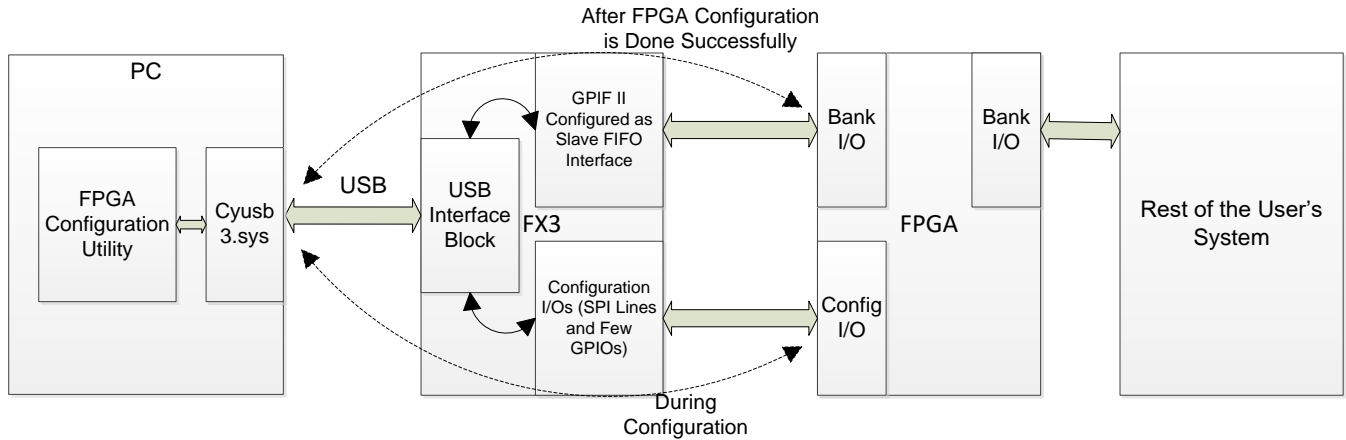 After FPGA Configuration
is Done Successfully
PC
FPGA
Configuration
Utility
Cyusb
3.sys
USB
USB
Interface
Block
FX3
GPIF II
Configured as
Slave FIFO
Interface
Configuration
I/Os (SPI Lines
and Few
GPIOs)
During
Configuration
Bank
I/O
Config
I/O
FPGA
Bank
I/O
Rest of the User's
System